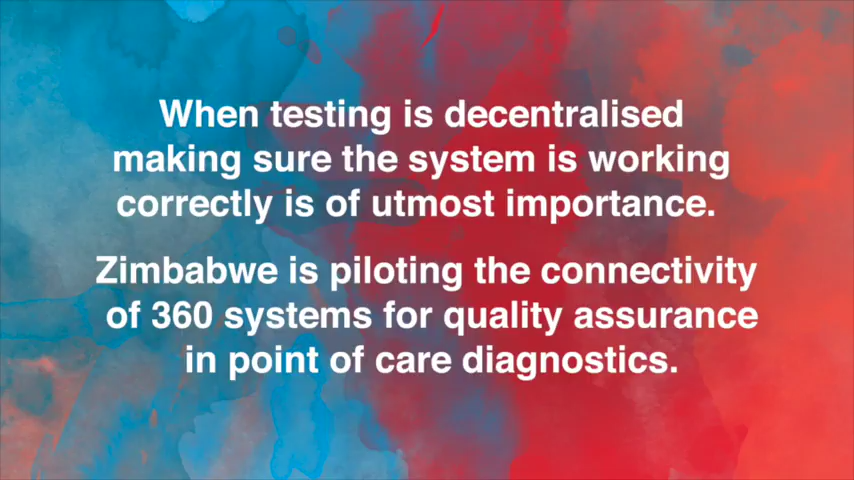 When testing is decentralised
making sure the system is working
correctly is of utmost importance.
Zimbabwe is piloting the connectivity
of 360 systems for quality assurance
in point of care diagnostics.